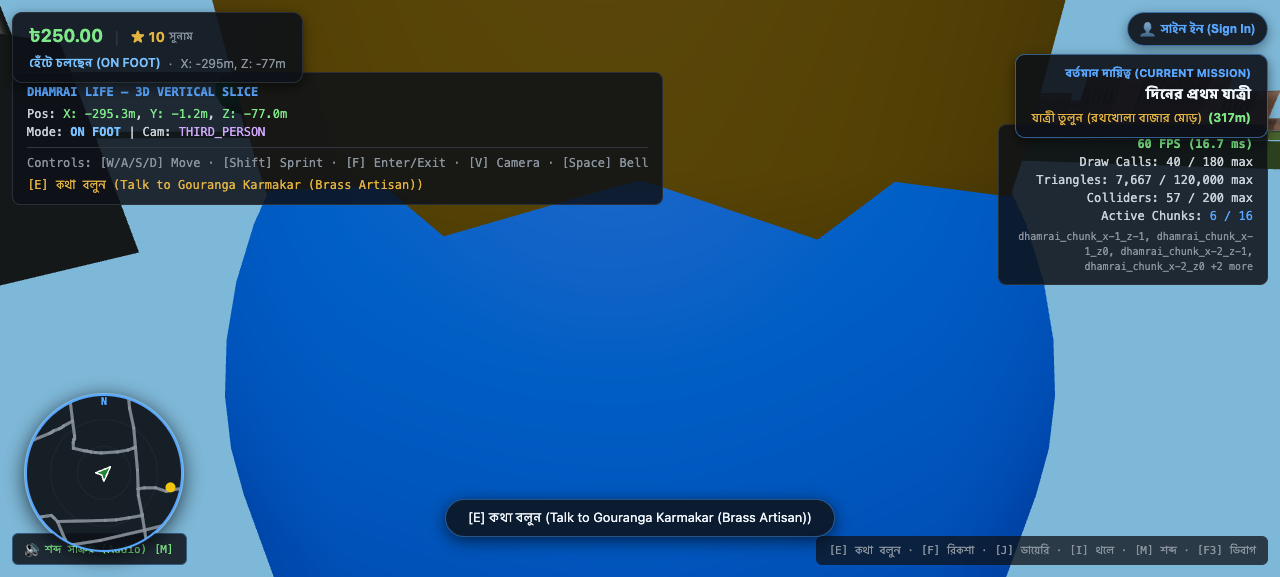 ৳250.00 | ⭐ 10 সুনাম
হেঁটে চলছেন (ON FOOT) · X: -295m, Z: -77m
DHAMRAI LIFE — 3D VERTICAL SLICE
Pos: X: -295.3m, Y: -1.2m, Z: -77.0m
Mode: ON FOOT | Cam: THIRD_PERSON
Controls: [W/A/S/D] Move · [Shift] Sprint · [F] Enter/Exit · [V] Camera · [Space] Bell
[E] কথা বলুন (Talk to Gouranga Karmakar (Brass Artisan))
👤 সাইন ইন (Sign In)
বর্তমান দায়িত্ব (CURRENT MISSION)
দিনের প্রথম যাত্রী
যাত্রী তুলুন (রথখোলা বাজার মোড়) (317m)
60 FPS (16.7 ms)
Draw Calls: 40 / 180 max
Triangles: 7,667 / 120,000 max
Colliders: 57 / 200 max
Active Chunks: 6 / 16
dhamrai_chunk_x-1_z-1, dhamrai_chunk_x-
1_z0, dhamrai_chunk_x-2_z-1,
dhamrai_chunk_x-2_z0 +2 more
N
[E] কথা বলুন (Talk to Gouranga Karmakar (Brass Artisan))
শব্দ [M]
[E] কথা বলুন · [F] রিকশা · [J] ডায়েরি · [I] থলে · [M] শব্দ · [F3] ডিবাগ